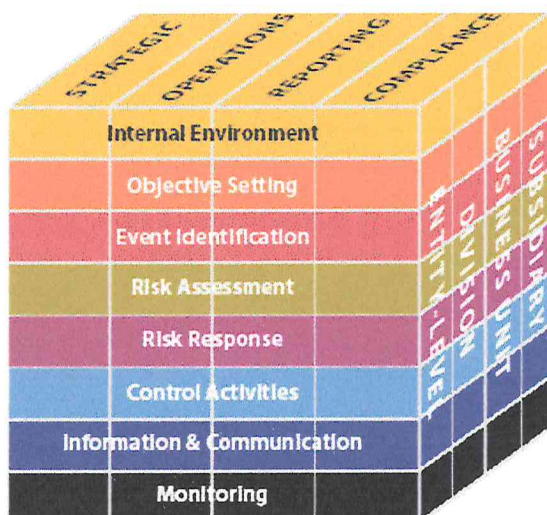 STRATEGIC
OPERATIONS
REPORTING
COMPLIANCE
Internal Environment
Objective Setting
Event Identification
Risk Assessment
Risk Response
Control Activities
Information & Communication
Monitoring
ENTITY-LEVEL
DIVISION
BUSINESS UNIT
SUBSIDIARY